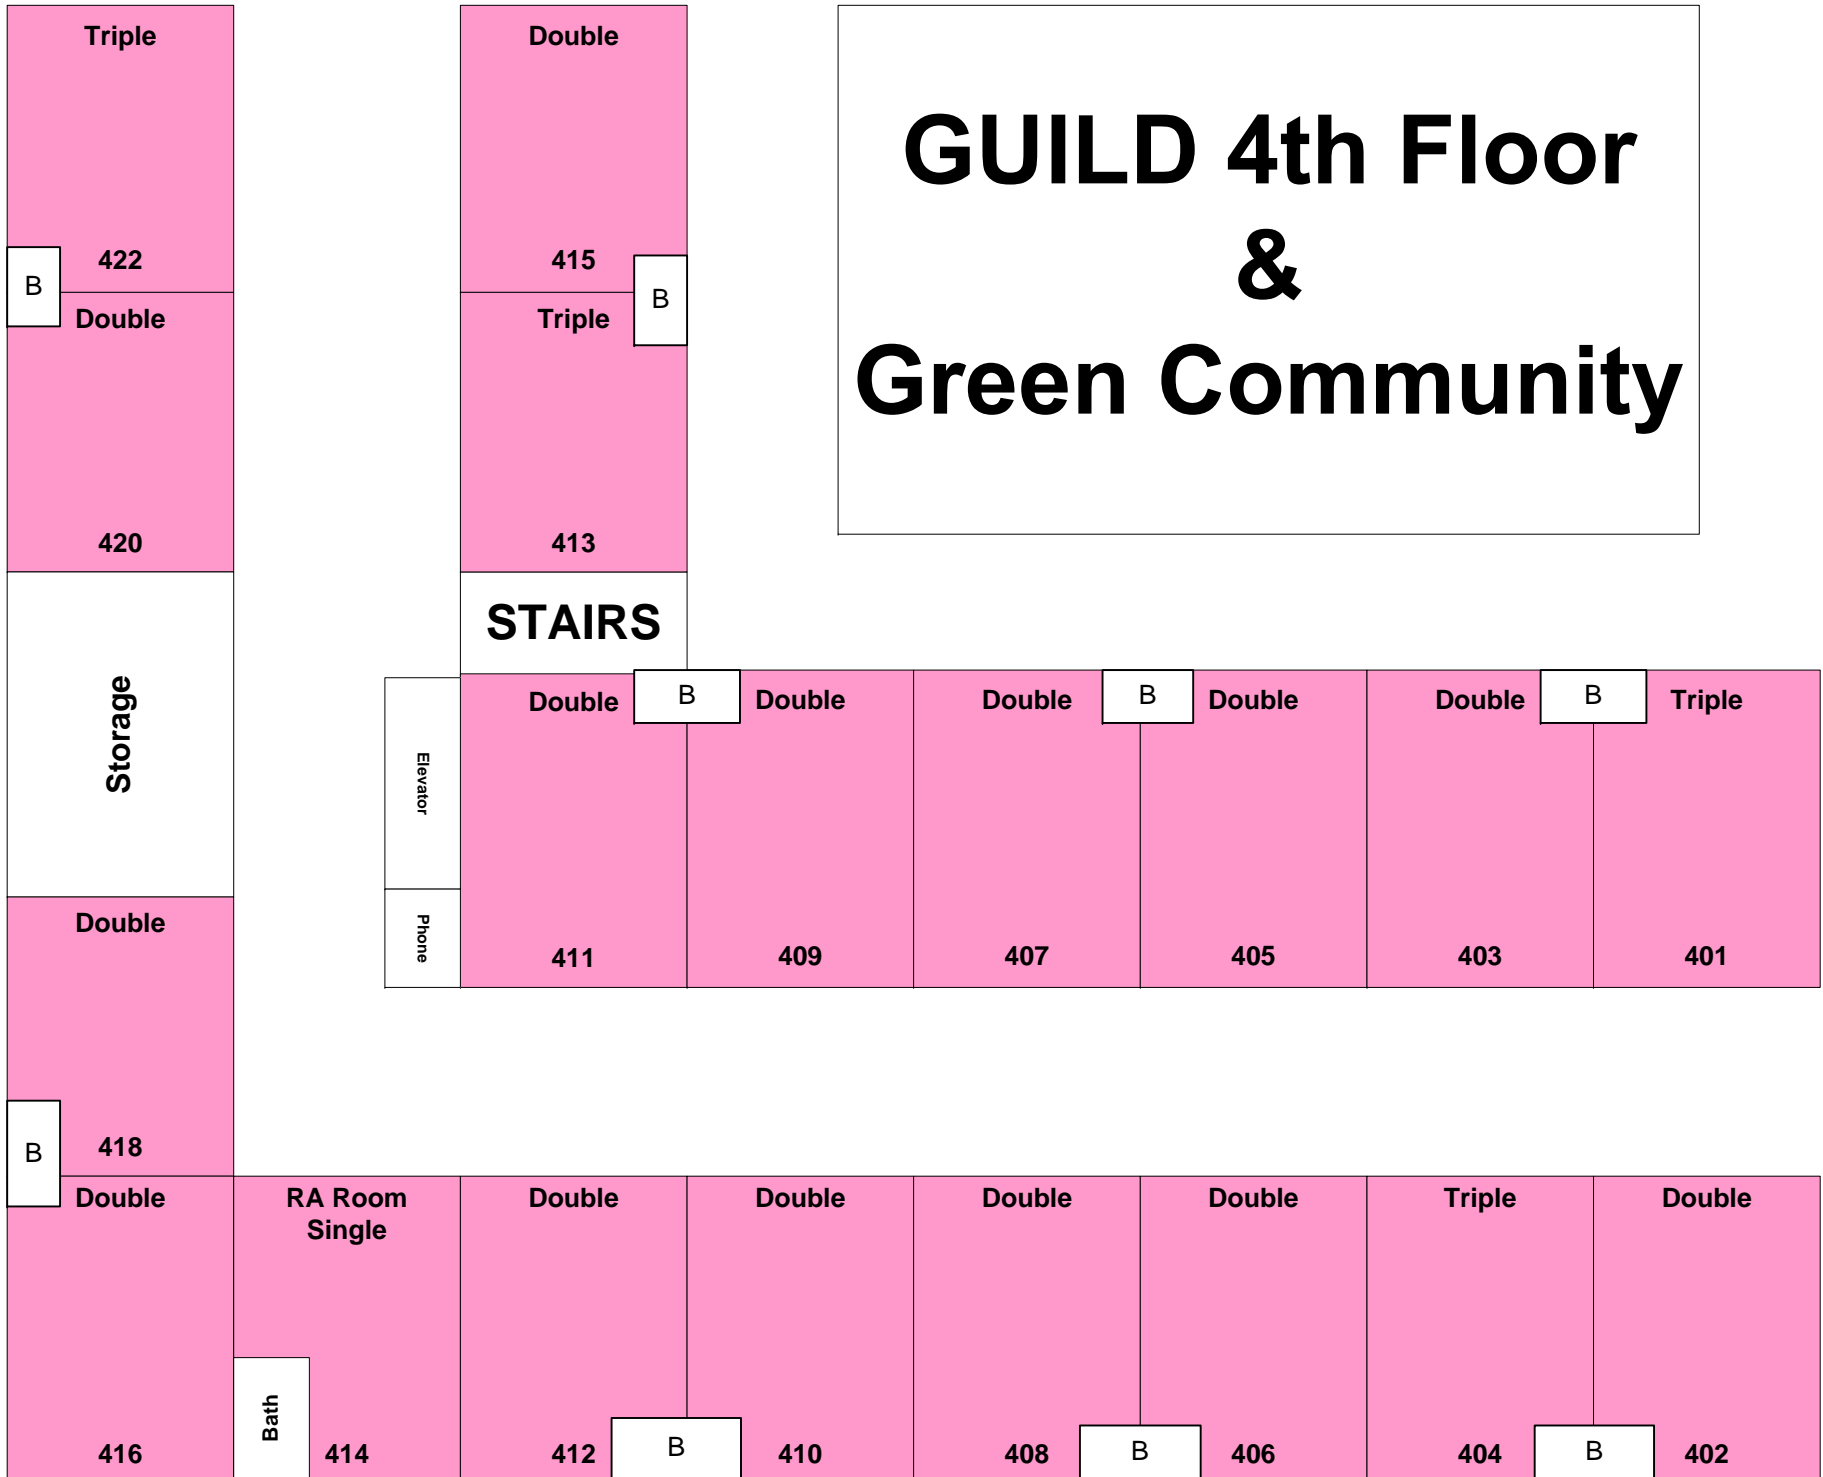 Triple
Double
GUILD 4th Floor
&
Green Community
422
415
B
B
Double
Triple
420
413
STAIRS
Storage
Elevator
Phone
Double
B
Double
Double
B
Double
Double
B
Triple
411
409
407
405
403
401
Double
418
B
Double
RA Room
Single
Double
Double
Double
Double
Triple
Double
Bath
416
414
412
B
410
408
B
406
404
B
402